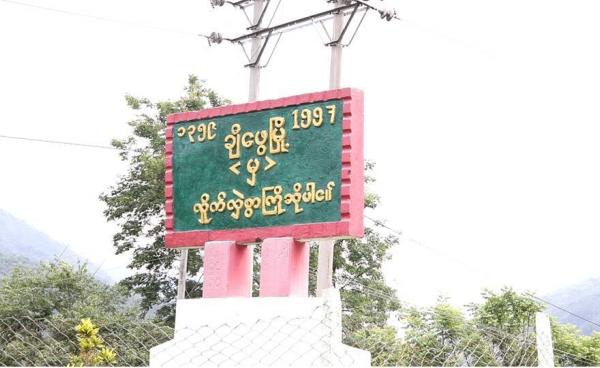 ၁၃၅၉ 1997
ချီဖွေမြို့
< မှ >
လှိုက်လှဲစွာကြိုဆိုပါ၏